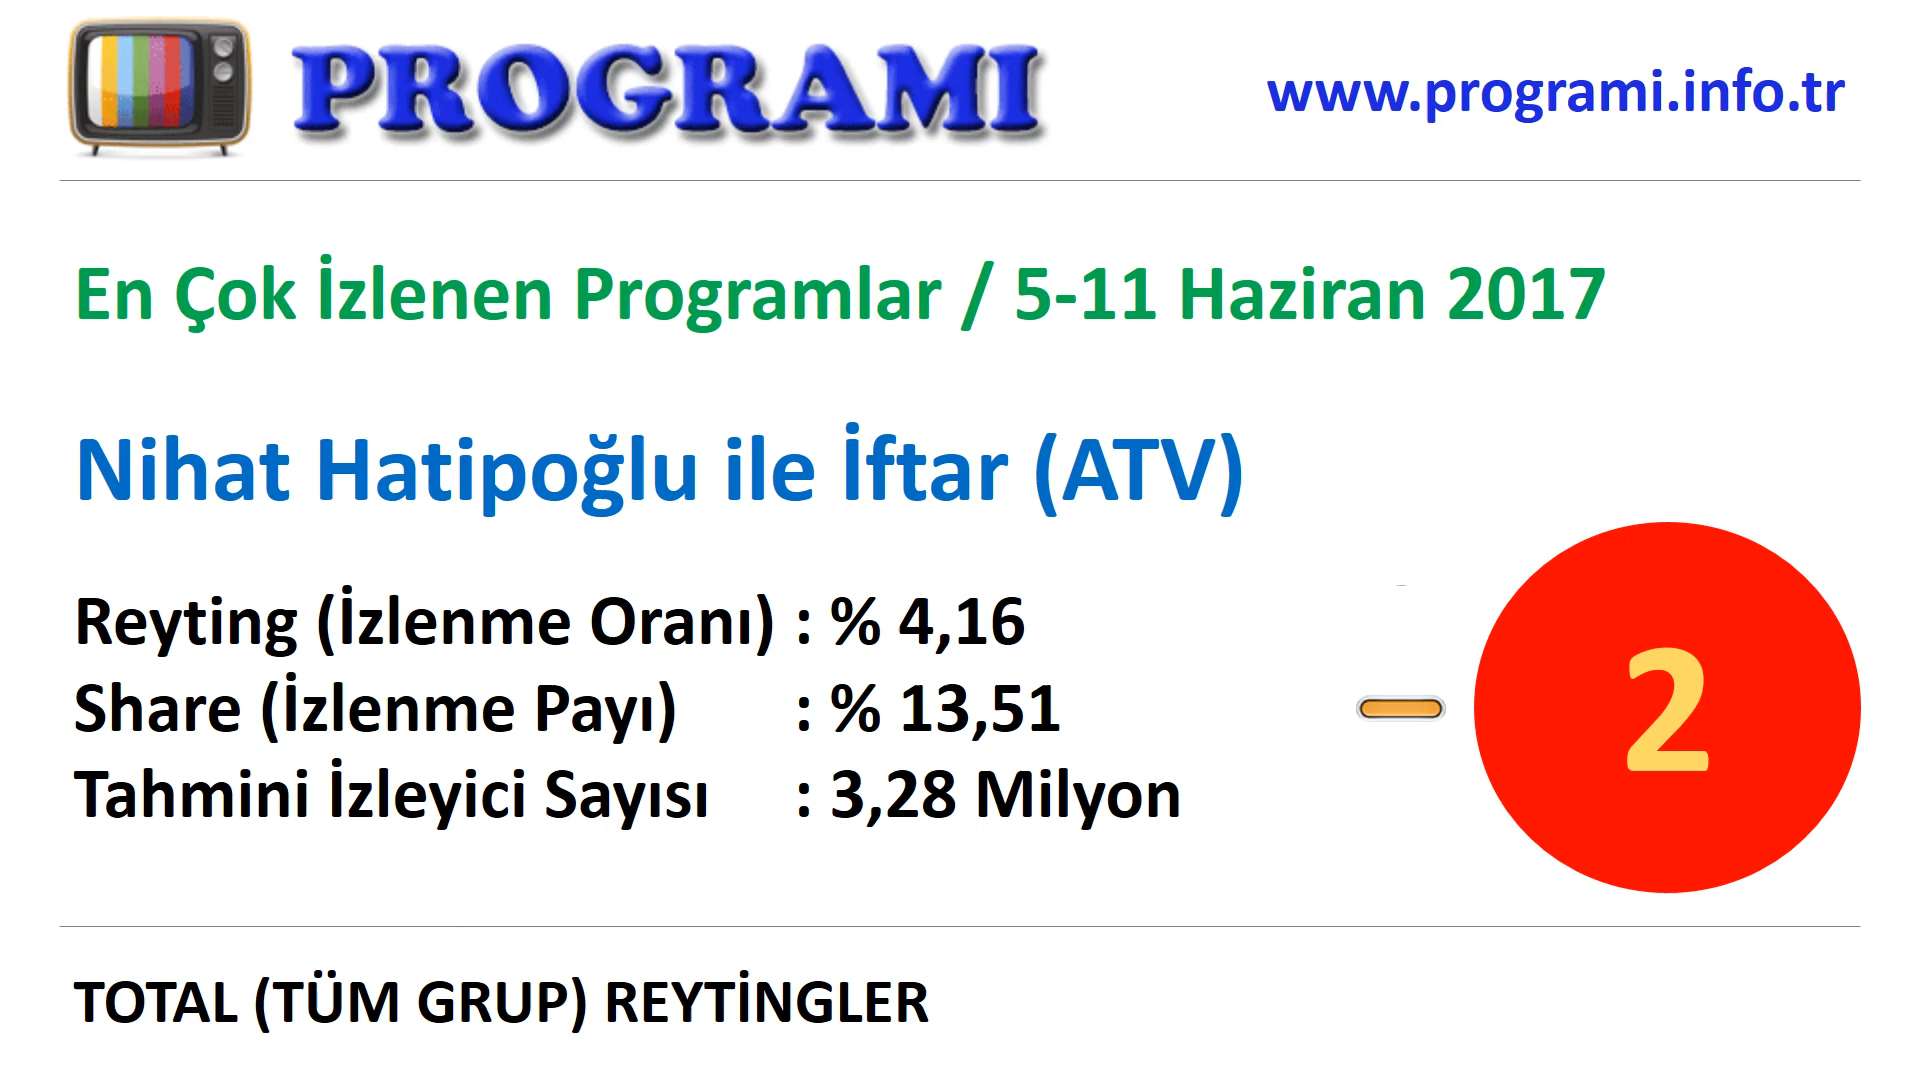 PROGRAMI
www.programi.info.tr
En Çok İzlenen Programlar / 5-11 Haziran 2017
Nihat Hatipoğlu ile İftar (ATV)
Reyting (İzlenme Oranı) : % 4,16
Share (İzlenme Payı) : % 13,51
Tahmini İzleyici Sayısı : 3,28 Milyon
2
TOTAL (TÜM GRUP) REYTİNGLER